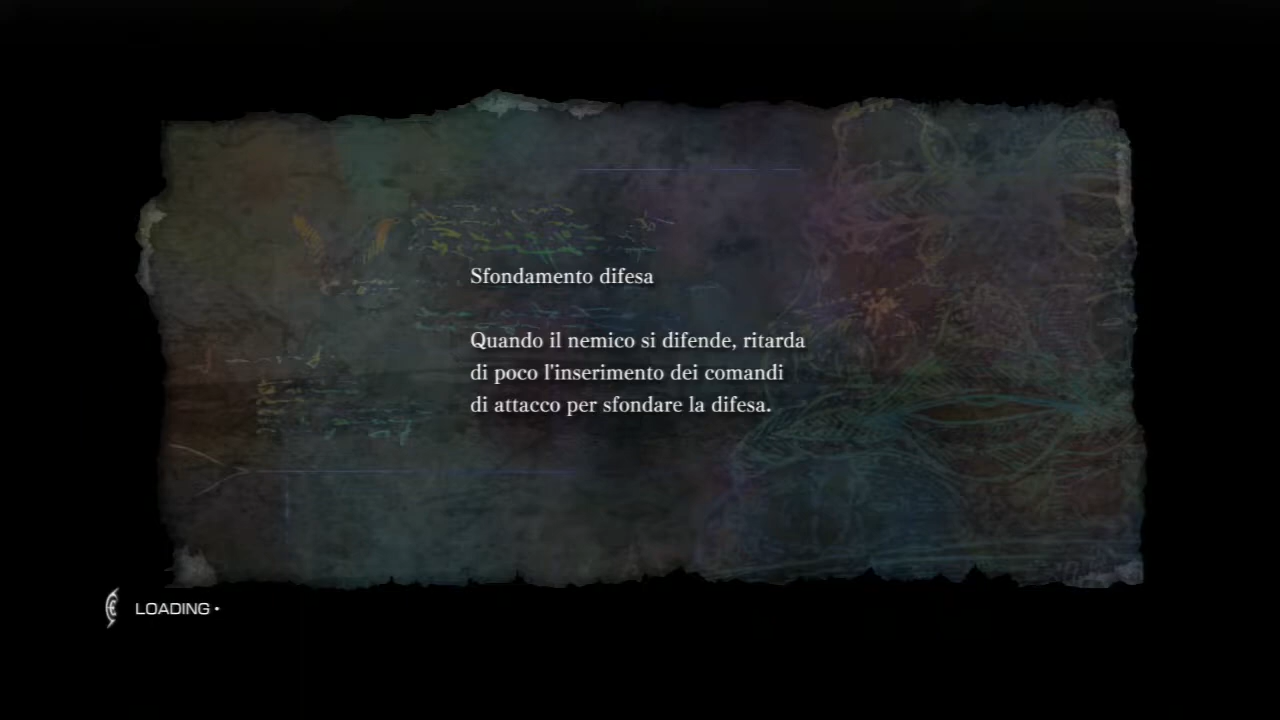 Sfondamento difesa
Quando il nemico si difende, ritarda
di poco l'inserimento dei comandi
di attacco per sfondare la difesa.
LOADING •